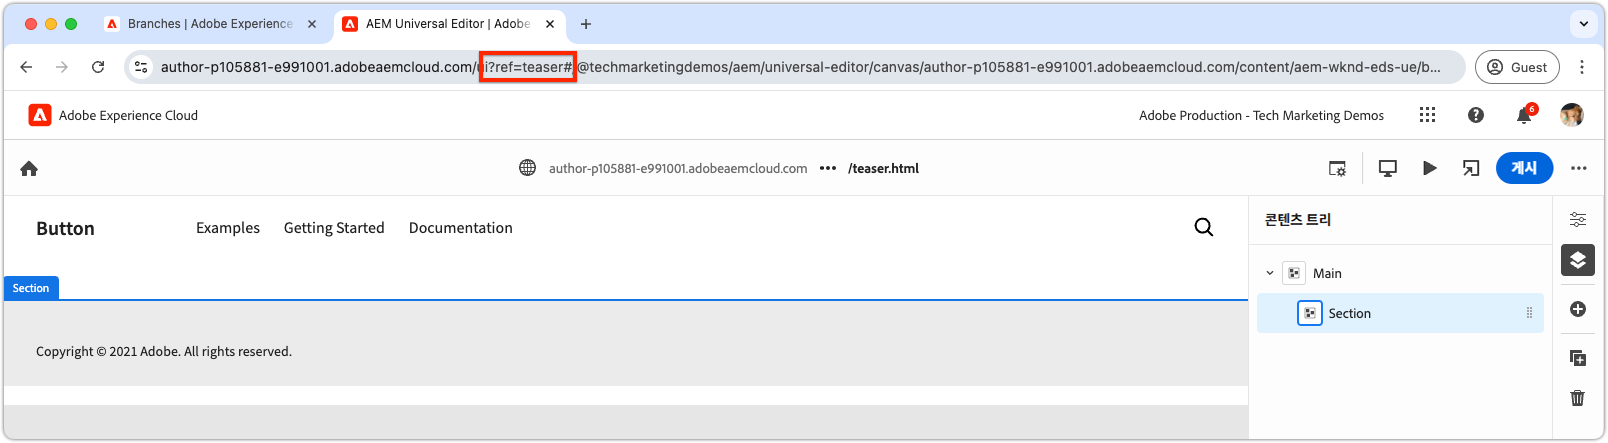 Branches | Adobe Experience
AEM Universal Editor | Adobe
author-p105881-e991001.adobeaemcloud.com/ui?ref=teaser#/@techmarketingdemos/aem/universal-editor/canvas/author-p105881-e991001.adobeaemcloud.com/content/aem-wknd-eds-ue/b...
Guest
Adobe Experience Cloud
Adobe Production - Tech Marketing Demos
6
author-p105881-e991001.adobeaemcloud.com ••• /teaser.html
게시
Button
Examples
Getting Started
Documentation
콘텐츠 트리
Main
Section
Section
Copyright © 2021 Adobe. All rights reserved.